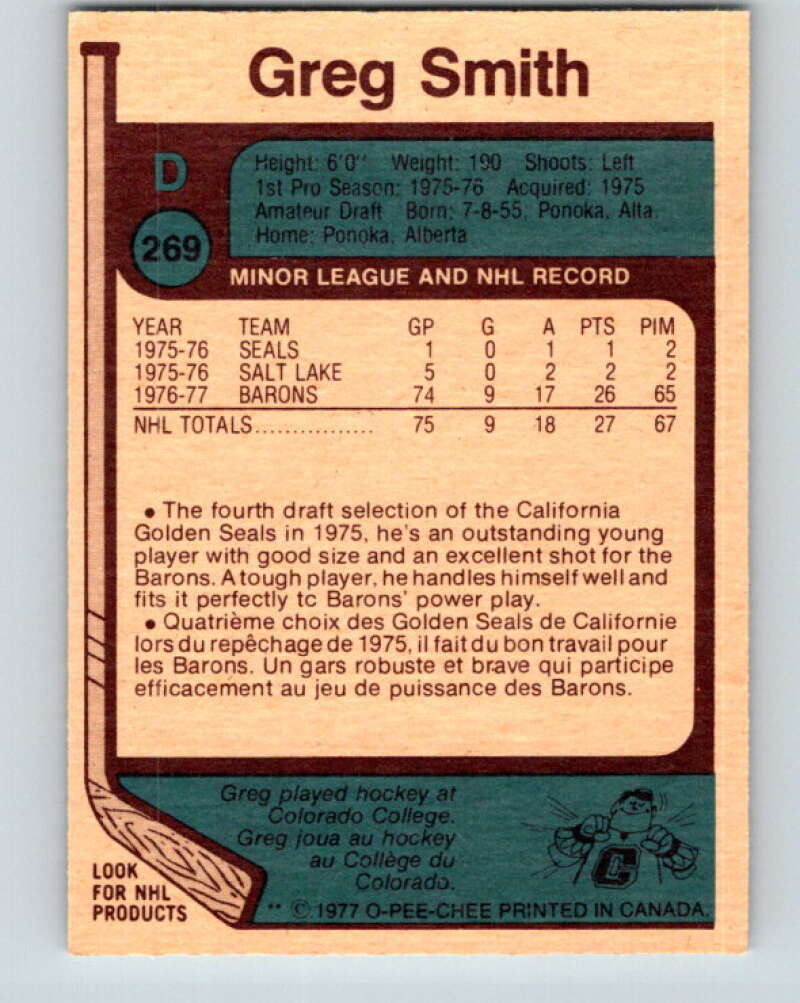 Greg Smith
D
269
Height: 6'0" Weight: 190 Shoots: Left
1st Pro Season: 1975-76 Acquired: 1975
Amateur Draft Born: 7-8-55, Ponoka, Alta.
Home: Ponoka, Alberta
MINOR LEAGUE AND NHL RECORD
YEAR TEAM GP G A PTS PIM
1975-76 SEALS 1 0 1 1 2
1975-76 SALT LAKE 5 0 2 2 2
1976-77 BARONS 74 9 17 26 65
NHL TOTALS................ 75 9 18 27 67
• The fourth draft selection of the California
Golden Seals in 1975, he's an outstanding young
player with good size and an excellent shot for the
Barons. A tough player, he handles himself well and
fits it perfectly to Barons' power play.
• Quatrième choix des Golden Seals de Californie
lors du repêchage de 1975, il fait du bon travail pour
les Barons. Un gars robuste et brave qui participe
efficacement au jeu de puissance des Barons.
Greg played hockey at
Colorado College.
Greg joua au hockey
au Collège du
Colorado.
C
LOOK
FOR NHL
PRODUCTS
** © 1977 O-PEE-CHEE PRINTED IN CANADA.